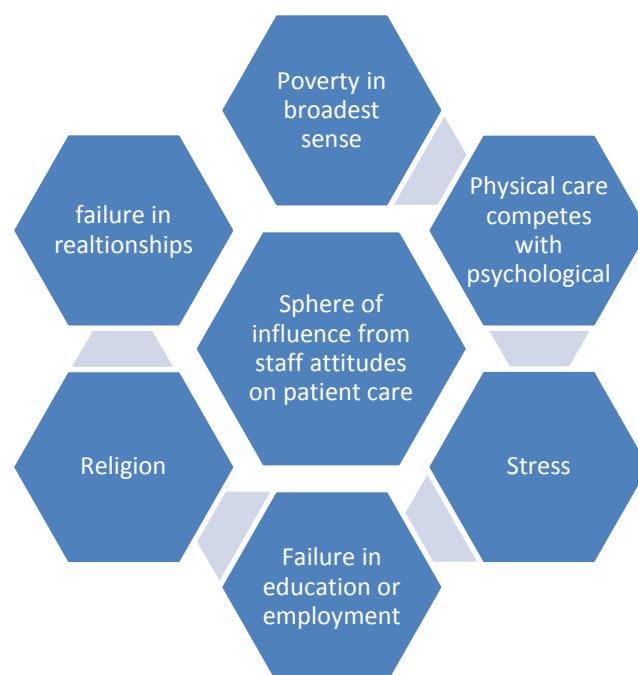 Poverty in
broadest
sense
Physical care
competes
with
psychological
Stress
Failure in
education or
employment
Religion
failure in
realtionships
Sphere of
influence from
staff attitudes
on patient care